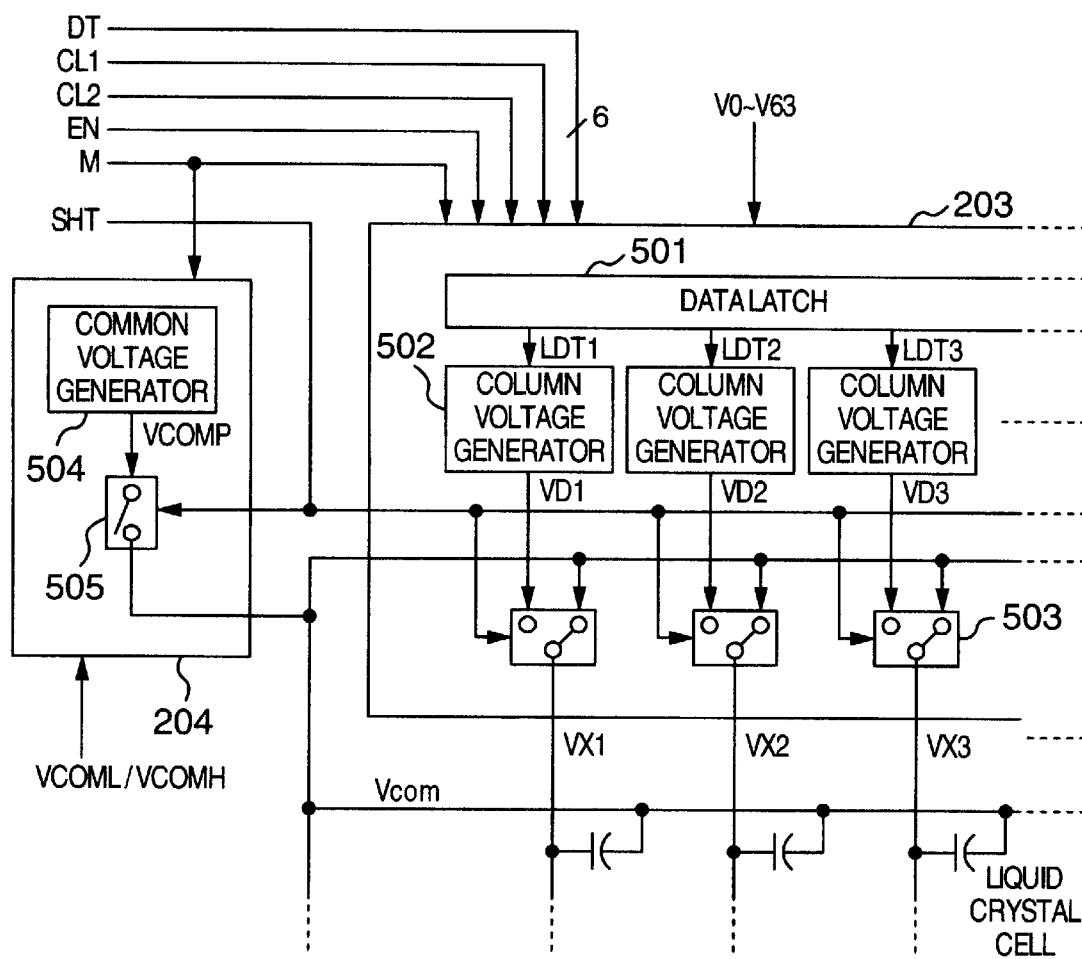 DT
CL1
CL2
EN
M
SHT
6
V0~V63
203
501
DATA LATCH
COMMON
VOLTAGE
GENERATOR
504
VCOMP
505
204
VCOML/VCOMH
502
LDT1
LDT2
LDT3
COLUMN
VOLTAGE
GENERATOR
COLUMN
VOLTAGE
GENERATOR
COLUMN
VOLTAGE
GENERATOR
VD1
VD2
VD3
503
VX1
VX2
VX3
Vcom
LIQUID
CRYSTAL
CELL